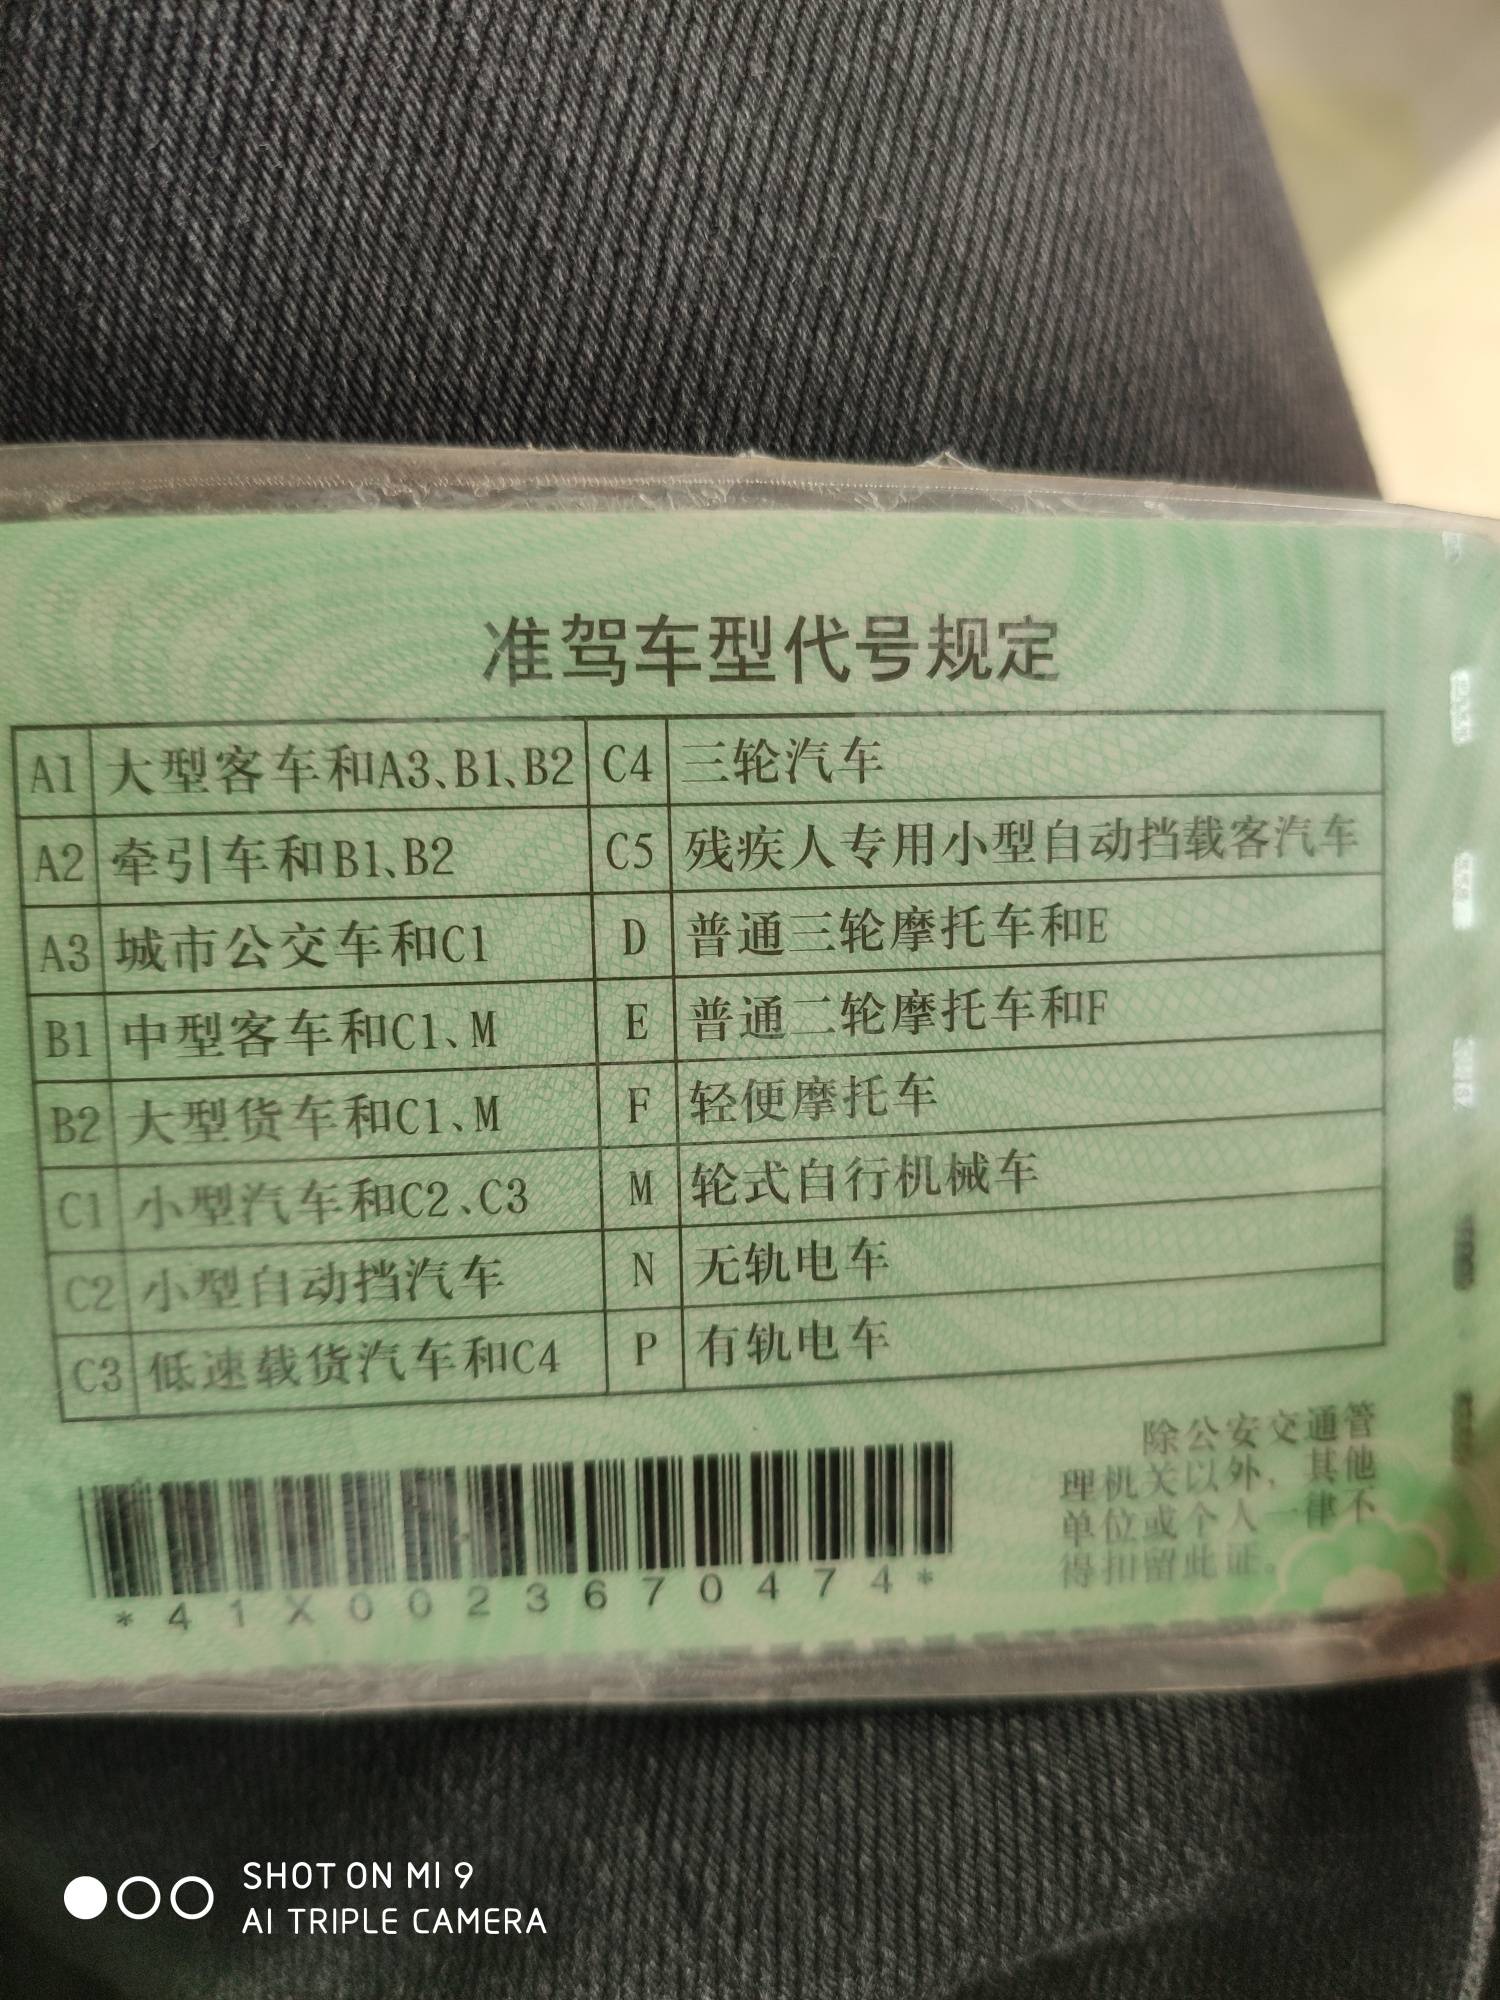 准驾车型代号规定
A1 大型客车和A3、B1、B2 C4 三轮汽车
A2 牵引车和B1、B2 C5 残疾人专用小型自动挡载客汽车
A3 城市公交车和C1 D 普通三轮摩托车和E
B1 中型客车和C1、M E 普通二轮摩托车和F
B2 大型货车和C1、M F 轻便摩托车
C1 小型汽车和C2、C3 M 轮式自行机械车
C2 小型自动挡汽车 N 无轨电车
C3 低速载货汽车和C4 P 有轨电车
*41X0023670474*
除公安交通管
理机关以外，其他
单位或个人一律不
得扣留此证。
SHOT ON MI 9
AI TRIPLE CAMERA